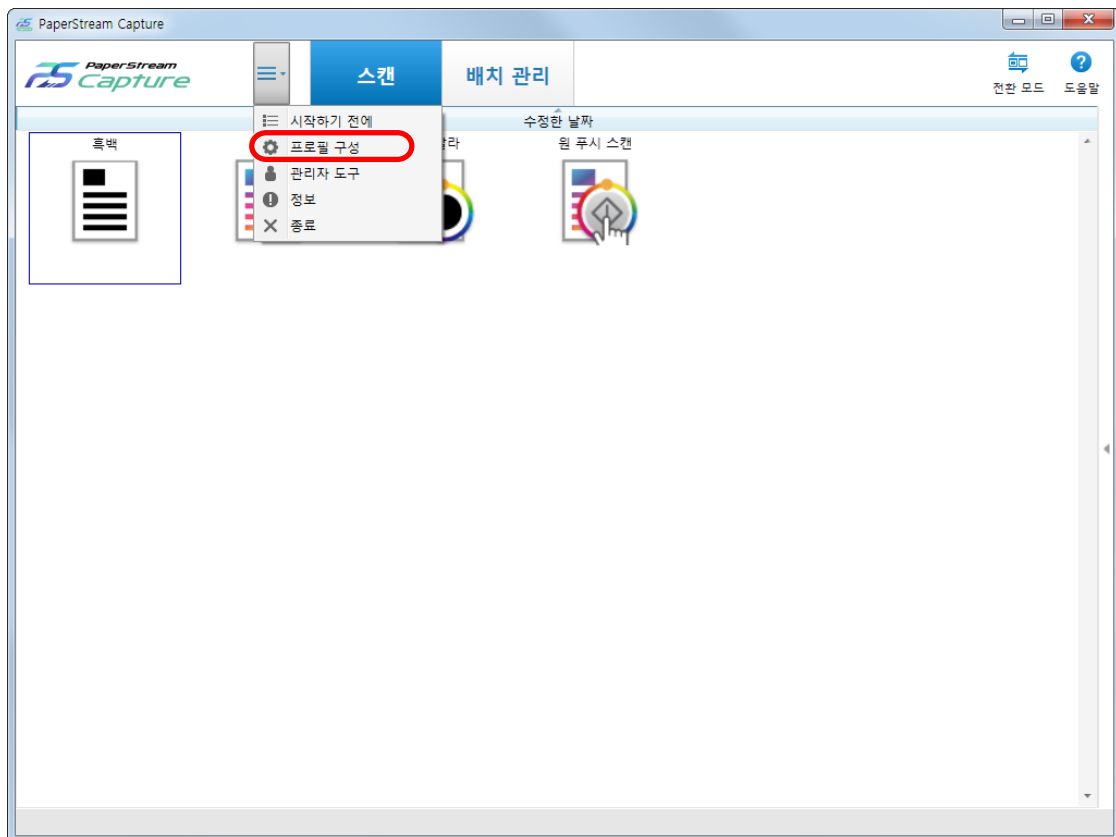 PaperStream Capture
PaperStream
Capture
스캔
배치 관리
전환 모드
도움말
시작하기 전에
프로필 구성
관리자 도구
정보
종료
수정한 날짜
흑백
원 푸시 스캔